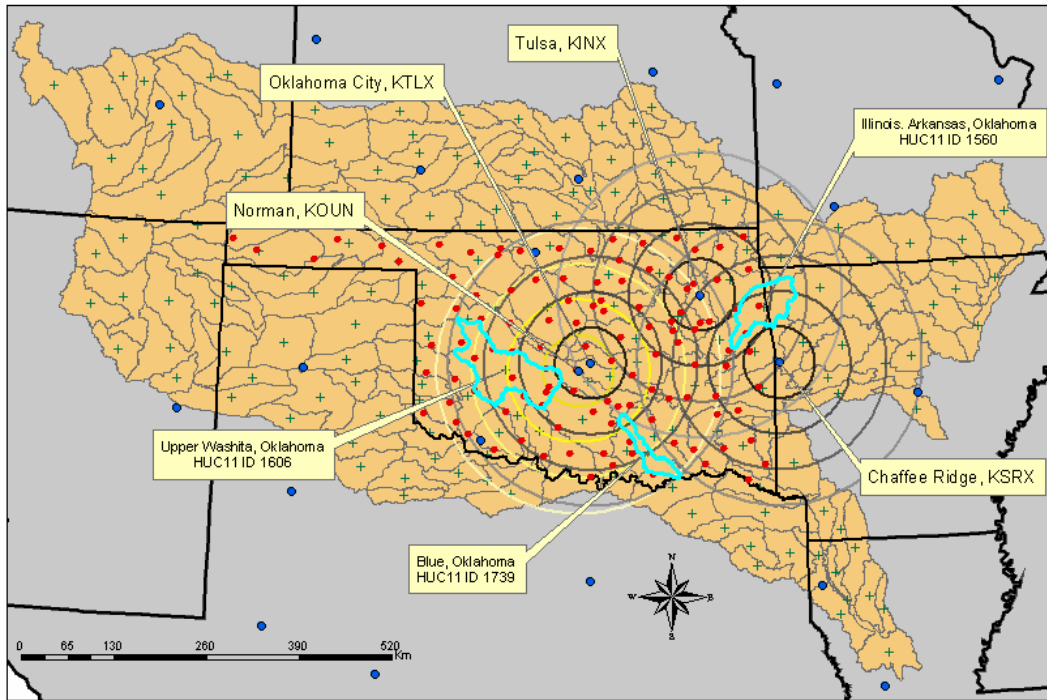 Tulsa, KINX
Oklahoma City, KTLX
Illinois. Arkansas, Oklahoma
HUC11 ID 1560
Norman, KOUN
Upper Washita, Oklahoma
HUC11 ID 1606
Chaffee Ridge, KSRX
Blue, Oklahoma
HUC11 ID 1739
N
W E
S
0 65 130 260 390 520
Km